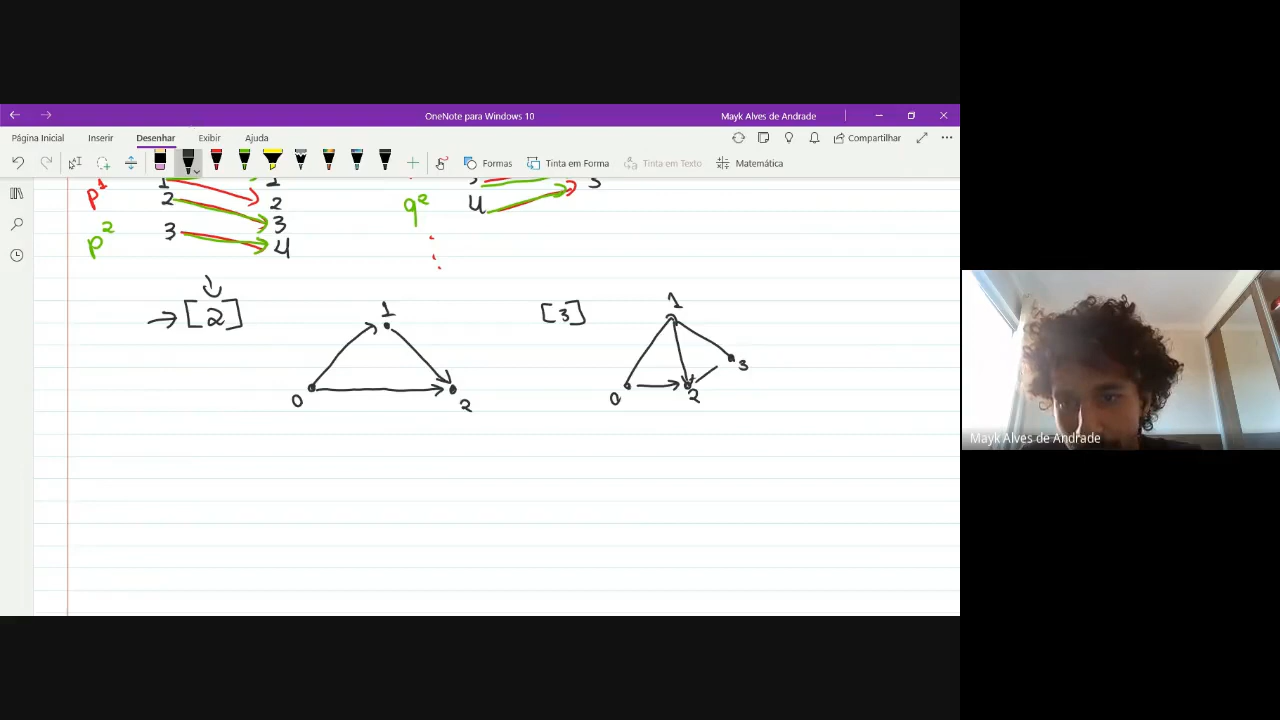 OneNote para Windows 10
Mayk Alves de Andrade
Página Inicial Inserir Desenhar Exibir Ajuda
Compartilhar
Formas Tinta em Forma Tinta em Texto Matemática
p¹ 1 1
2 2
3
p² 3 4
3 3
q² 4
→ [2]
1
0 2
[3]
1
3
0 2
Mayk Alves de Andrade